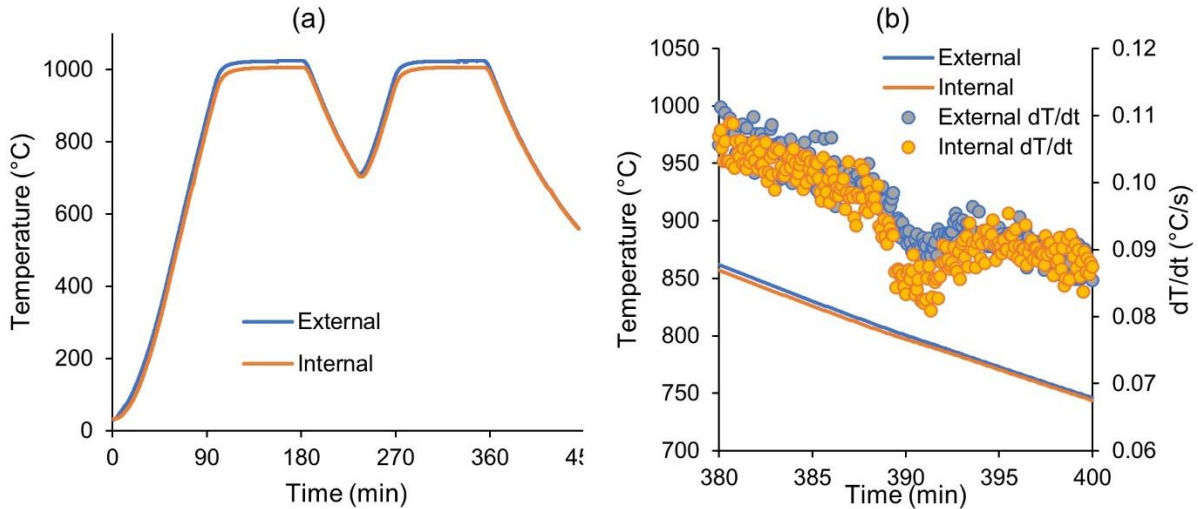 (a)
Temperature (°C)
1000
800
600
400
200
0
External
Internal
0 90 180 270 360 45
Time (min)
(b)
Temperature (°C)
1050
1000
950
900
850
800
750
700
External
Internal
External dT/dt
Internal dT/dt
0.12
0.11
0.10
0.09
0.08
0.07
0.06
dT/dt (°C/s)
380 385 390 395 400
Time (min)